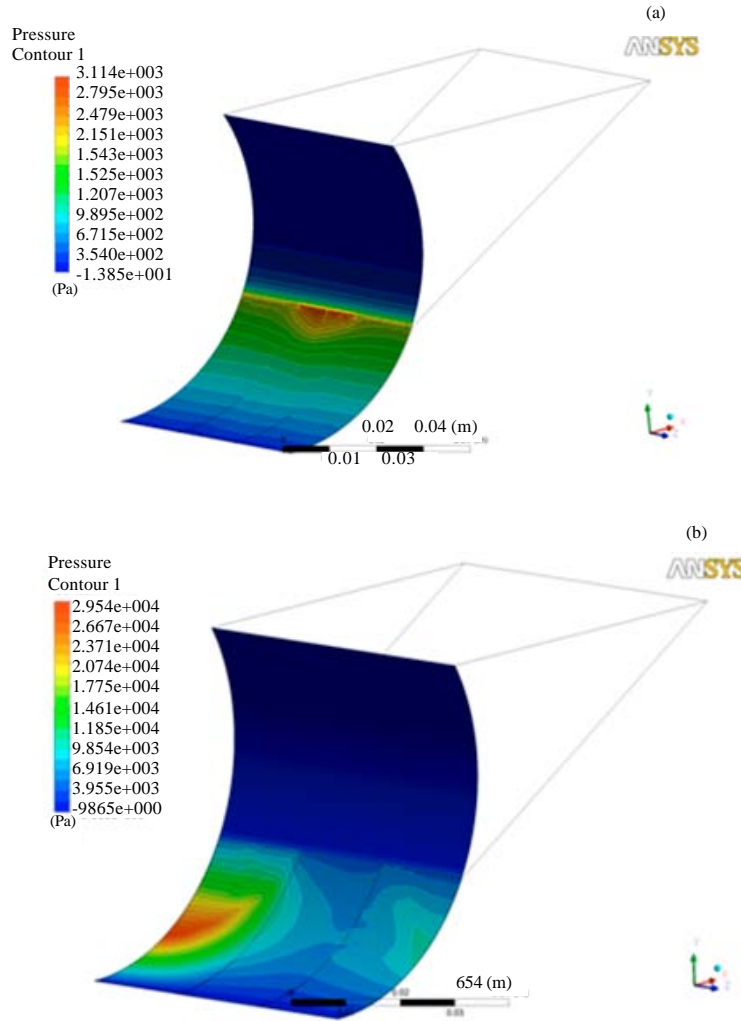 (a)
ANSYS
Pressure
Contour 1
3.114e+003
2.795e+003
2.479e+003
2.151e+003
1.543e+003
1.525e+003
1.207e+003
9.895e+002
6.715e+002
3.540e+002
-1.385e+001
(Pa)
0.02 0.04 (m)
0.01 0.03
(b)
ANSYS
Pressure
Contour 1
2.954e+004
2.667e+004
2.371e+004
2.074e+004
1.775e+004
1.461e+004
1.185e+004
9.854e+003
6.919e+003
3.955e+003
-9865e+000
(Pa)
654 (m)
0.02
0.03